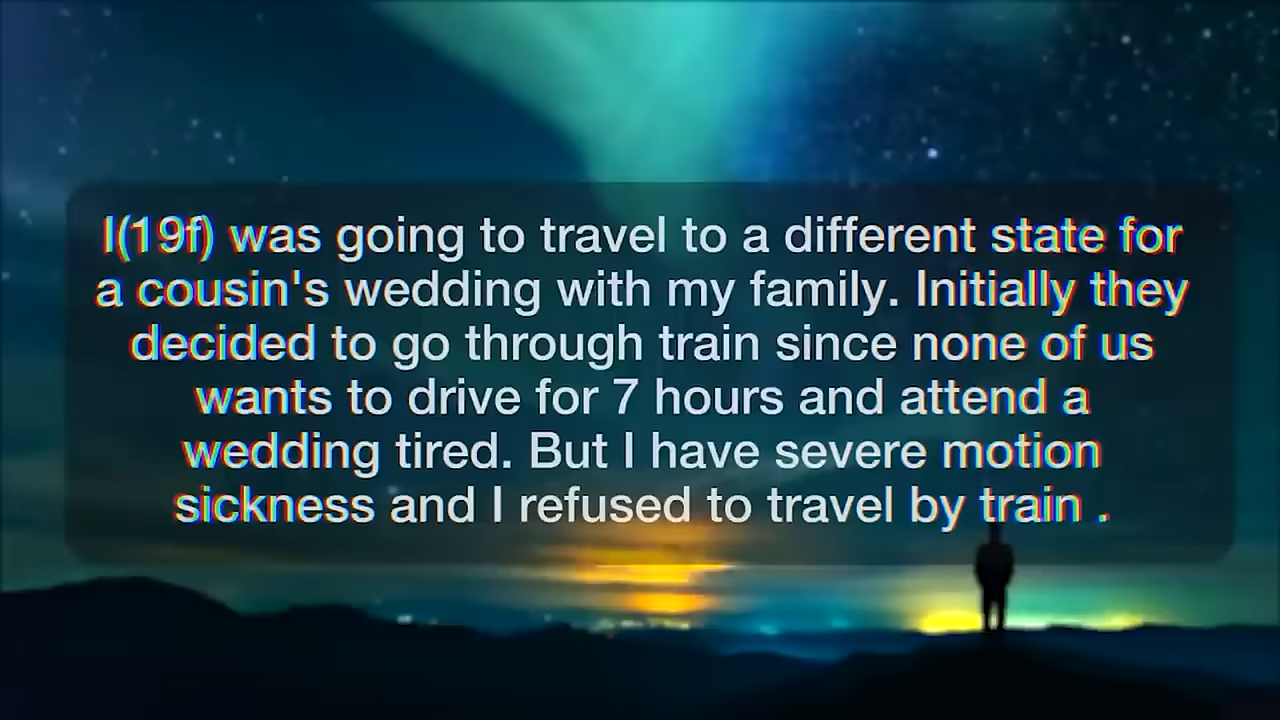 I(19f) was going to travel to a different state for
a cousin's wedding with my family. Initially they
decided to go through train since none of us
wants to drive for 7 hours and attend a
wedding tired. But I have severe motion
sickness and I refused to travel by train .